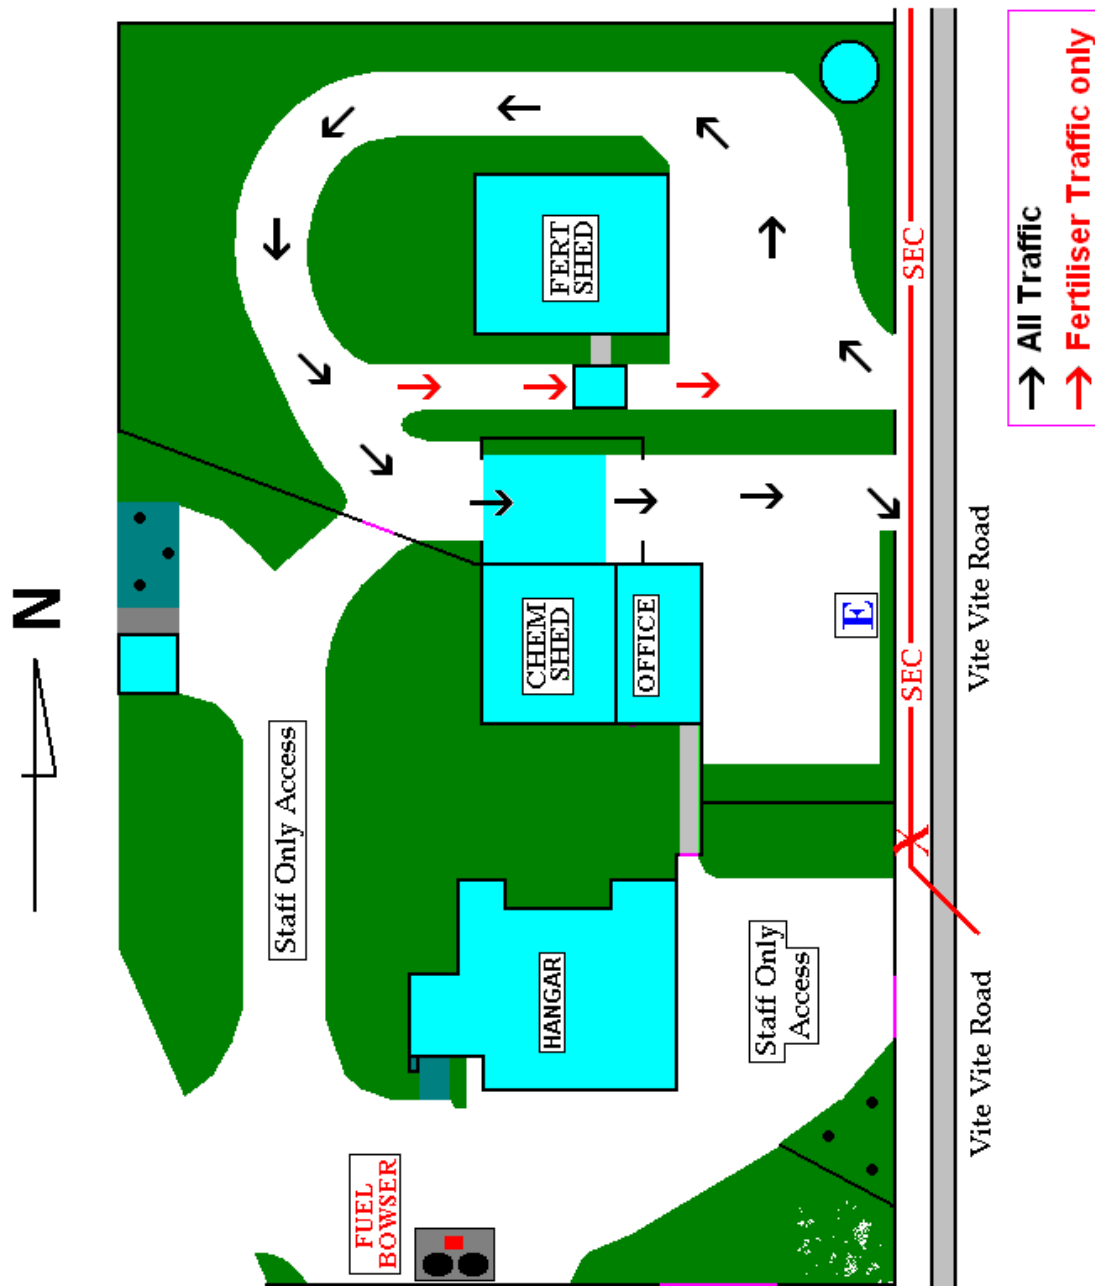 N
FERT
SHED
SEC
CHEM
SHED
OFFICE
E
SEC
Vite Vite Road
Staff Only Access
HANGAR
Staff Only
Access
Vite Vite Road
FUEL
BOWSER
All Traffic
Fertiliser Traffic only